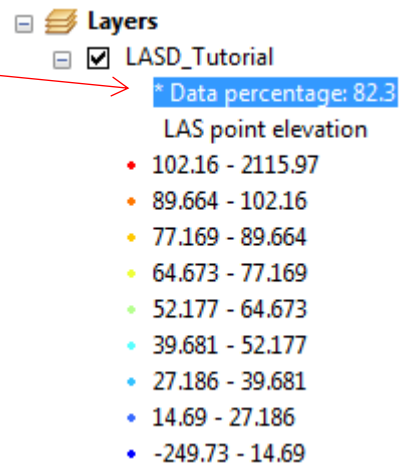 Layers
LASD_Tutorial
* Data percentage: 82.3
LAS point elevation
102.16 - 2115.97
89.664 - 102.16
77.169 - 89.664
64.673 - 77.169
52.177 - 64.673
39.681 - 52.177
27.186 - 39.681
14.69 - 27.186
-249.73 - 14.69